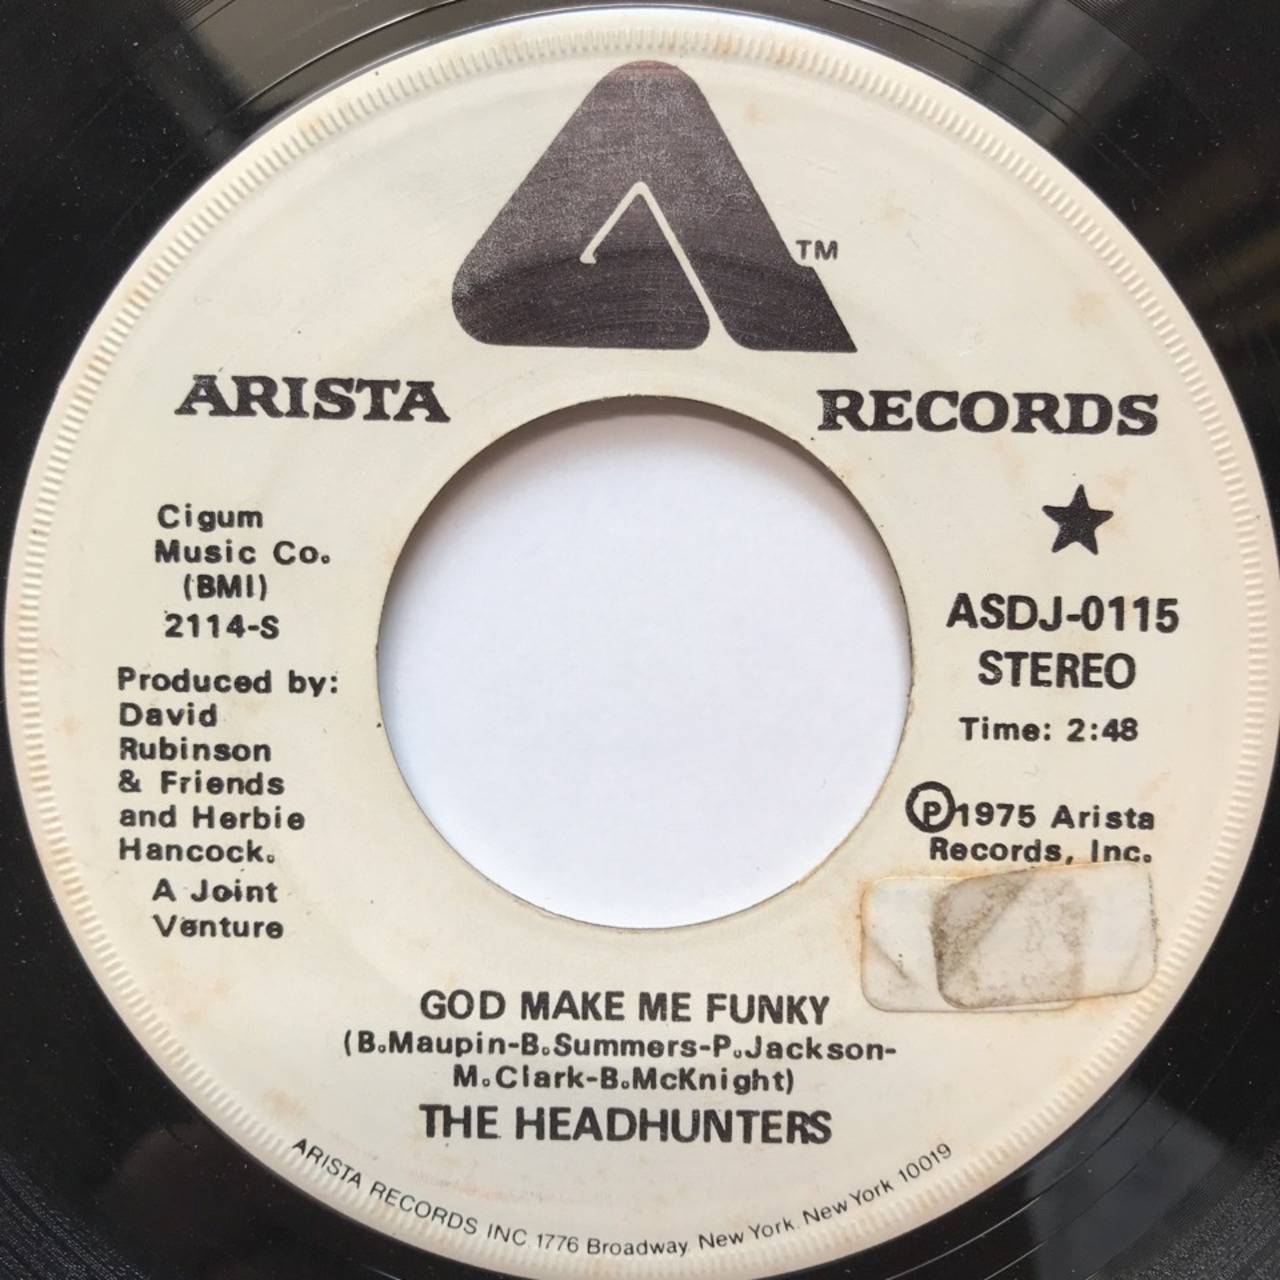 TM
ARISTA RECORDS
Cigum
Music Co.
(BMI)
2114-S
Produced by:
David
Rubinson
& Friends
and Herbie
Hancock.
A Joint
Venture
ASDJ-0115
STEREO
Time: 2:48
Ⓟ1975 Arista
Records, Inc.
GOD MAKE ME FUNKY
(B.Maupin-B.Summers-P.Jackson-
M.Clark-B.McKnight)
THE HEADHUNTERS
ARISTA RECORDS INC. 1776 Broadway. New York. New York 10019